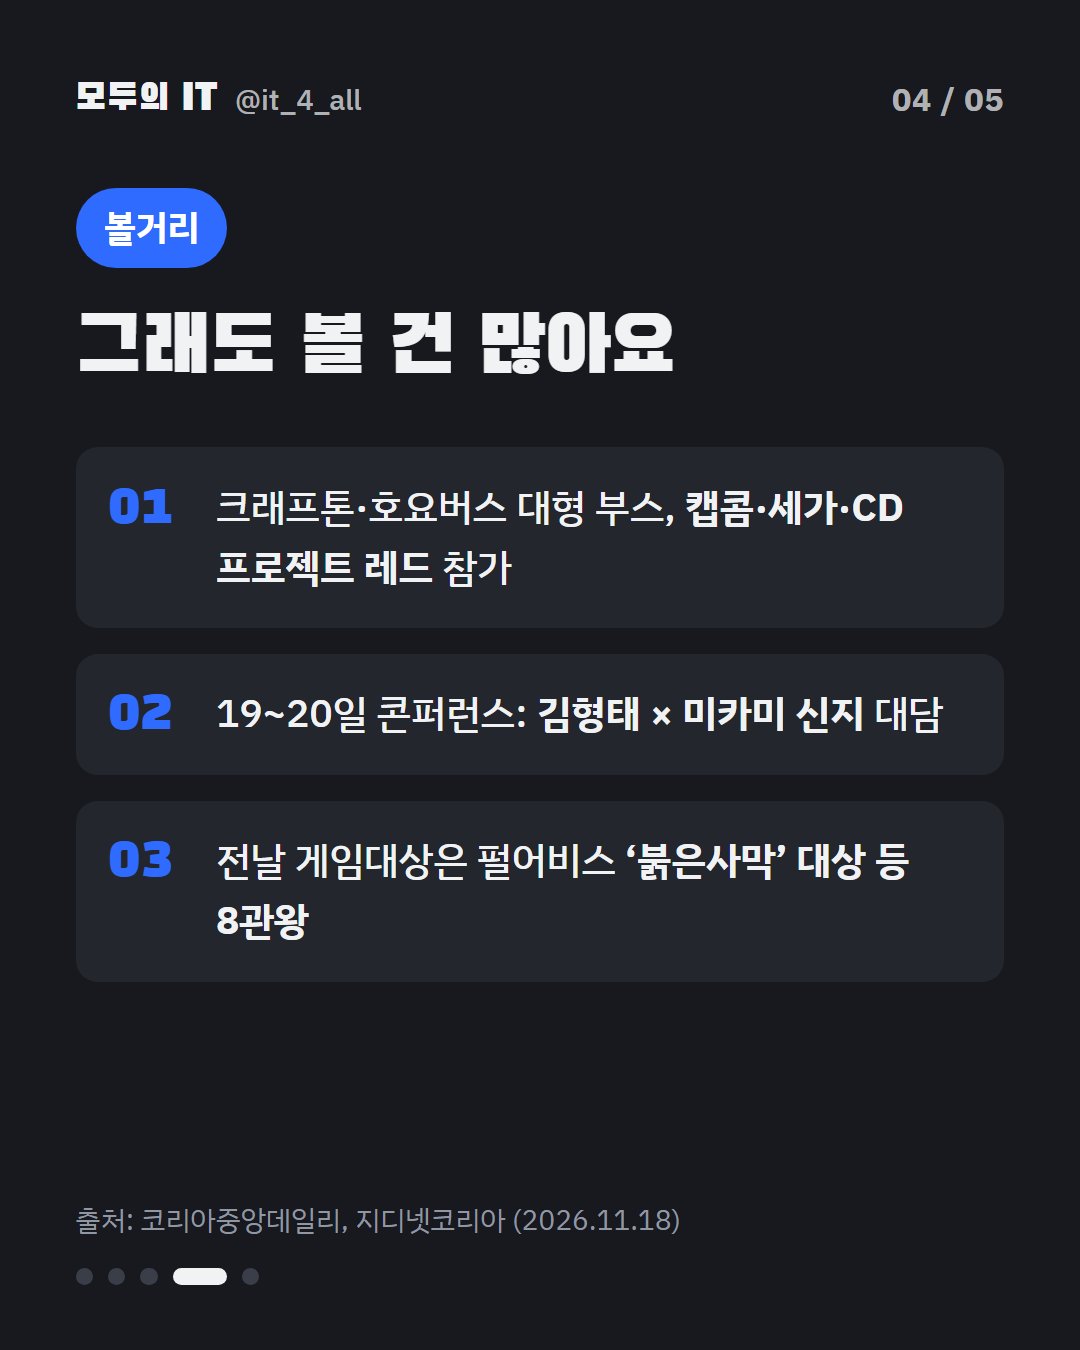 모두의 IT @it_4_all
04 / 05
볼거리
그래도 볼 건 많아요
01 크래프톤·호요버스 대형 부스, 캡콤·세가·CD
프로젝트 레드 참가
02 19~20일 콘퍼런스: 김형태 × 미카미 신지 대담
03 전날 게임대상은 펄어비스 ‘붉은사막’ 대상 등
8관왕
출처: 코리아중앙데일리, 지디넷코리아 (2026.11.18)